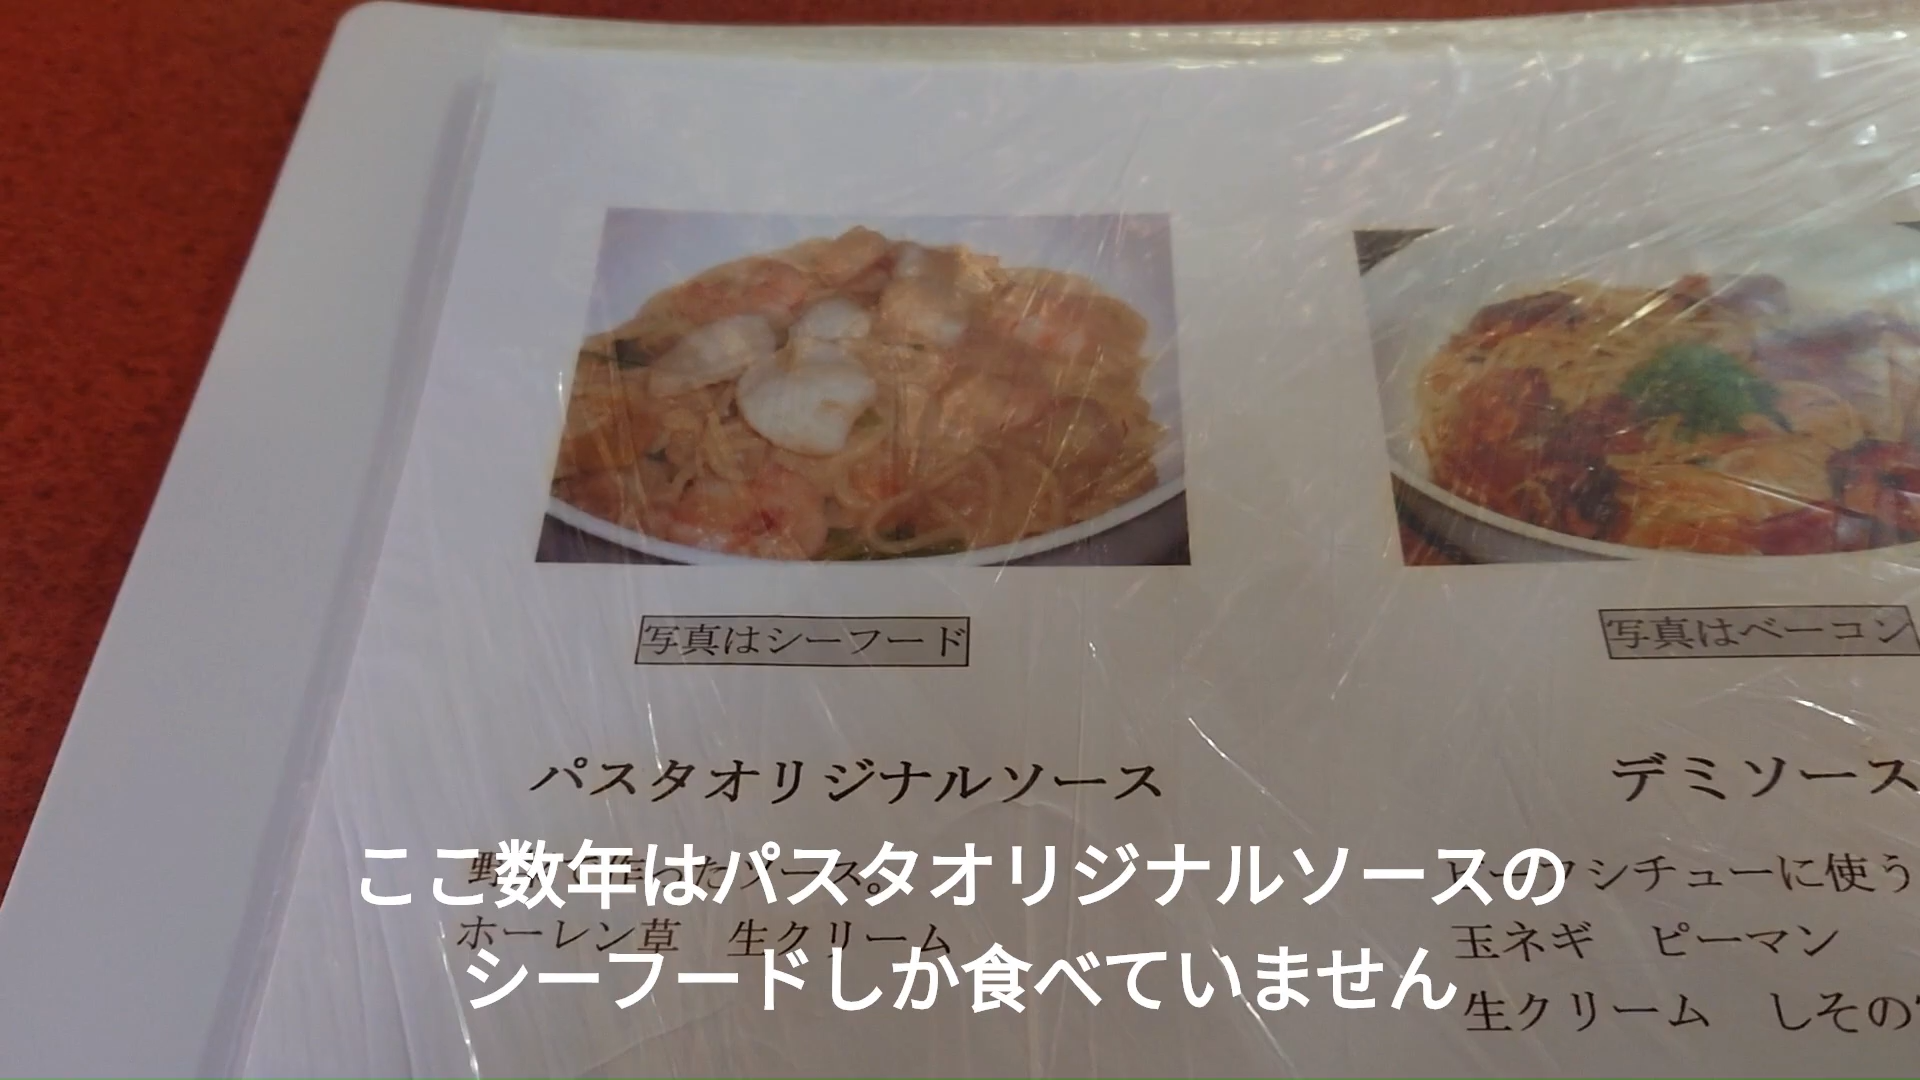 写真はシーフード
パスタオリジナルソース
ソース。
ホーレン草　生クリーム
写真はベーコン
デミソース
シチューに使う
玉ネギ　ピーマン
生クリーム　しその
ここ数年はパスタオリジナルソースの
シーフードしか食べていません